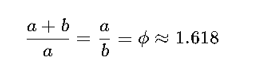 (a + b)/a = a/b = ϕ ≈ 1.618